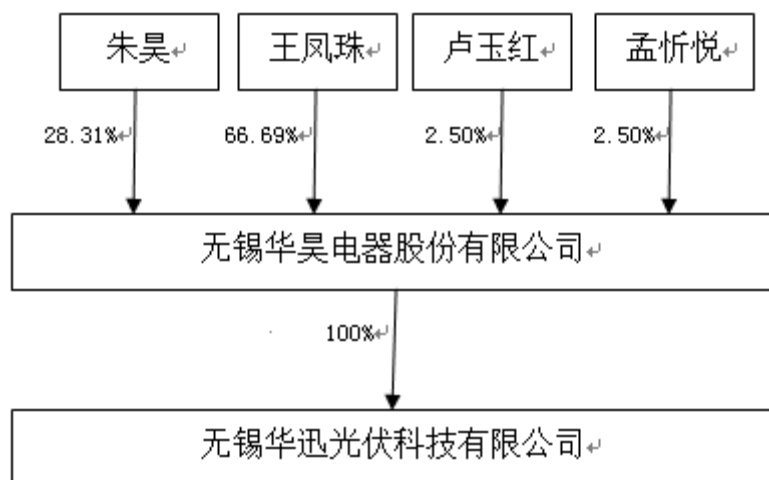 朱昊 王凤珠 卢玉红 孟忻悦
28.31% 66.69% 2.50% 2.50%
无锡华昊电器股份有限公司
100%
无锡华迅光伏科技有限公司